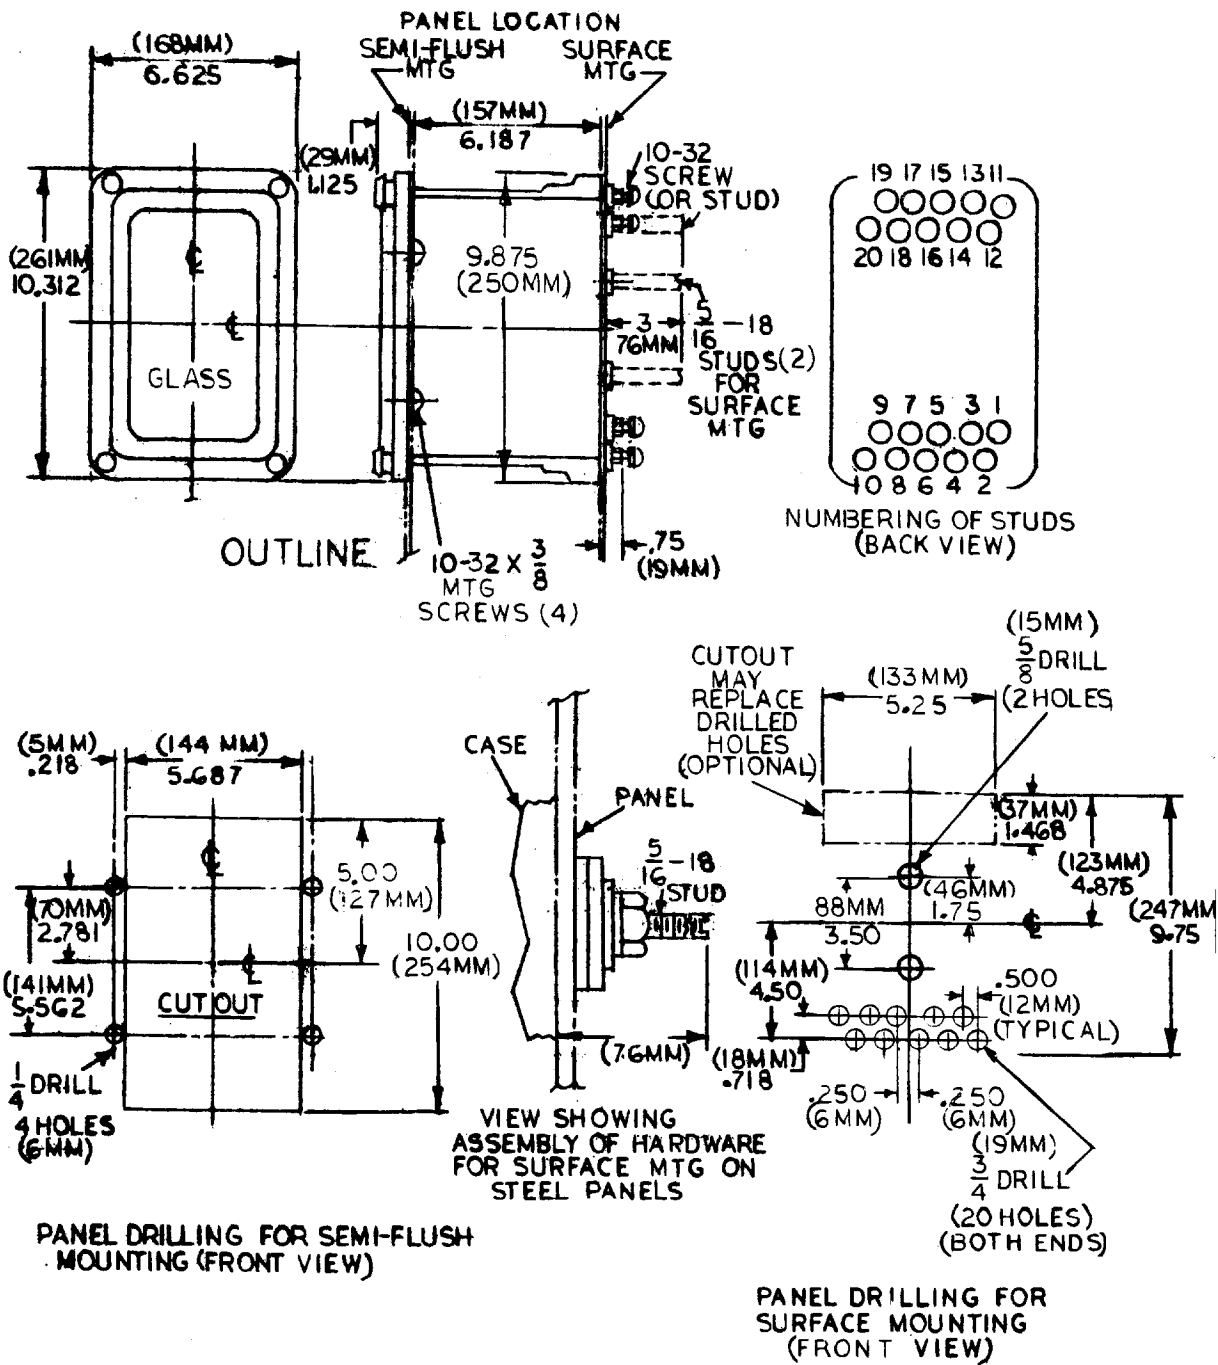 PANEL LOCATION
SEMI-FLUSH
MTG
SURFACE
MTG
(168MM)
6.625
(157MM)
6.187
(29MM)
1.125
10-32
SCREW
(OR STUD)
(261MM)
10.312
9.875
(250MM)
GLASS
3
76MM
5/16-18
STUDS(2)
FOR
SURFACE
MTG
19 17 15 13 11
20 18 16 14 12
9 7 5 3 1
10 8 6 4 2
NUMBERING OF STUDS
(BACK VIEW)
OUTLINE
10-32 X 3/8
MTG
SCREWS (4)
.75
(19MM)
(5MM)
.218
(144 MM)
5.687
5.00
(127MM)
(70MM)
2.781
10.00
(254MM)
(141MM)
5.562
CUTOUT
1/4 DRILL
4 HOLES
(6MM)
PANEL DRILLING FOR SEMI-FLUSH
MOUNTING (FRONT VIEW)
CASE
PANEL
5/16-18
STUD
(76MM)
VIEW SHOWING
ASSEMBLY OF HARDWARE
FOR SURFACE MTG ON
STEEL PANELS
CUTOUT
MAY
REPLACE
DRILLED
HOLES
(OPTIONAL)
(133MM)
5.25
(15MM)
5/8 DRILL
(2HOLES
(37MM)
1.468
(123MM)
4.875
(46MM)
1.75
88MM
3.50
(247MM
9.75
(114MM)
4.50
.500
(12MM)
(TYPICAL)
(18MM)
.718
.250
(6MM)
.250
(6MM)
(19MM)
3/4 DRILL
(20 HOLES)
(BOTH ENDS)
PANEL DRILLING FOR
SURFACE MOUNTING
(FRONT VIEW)